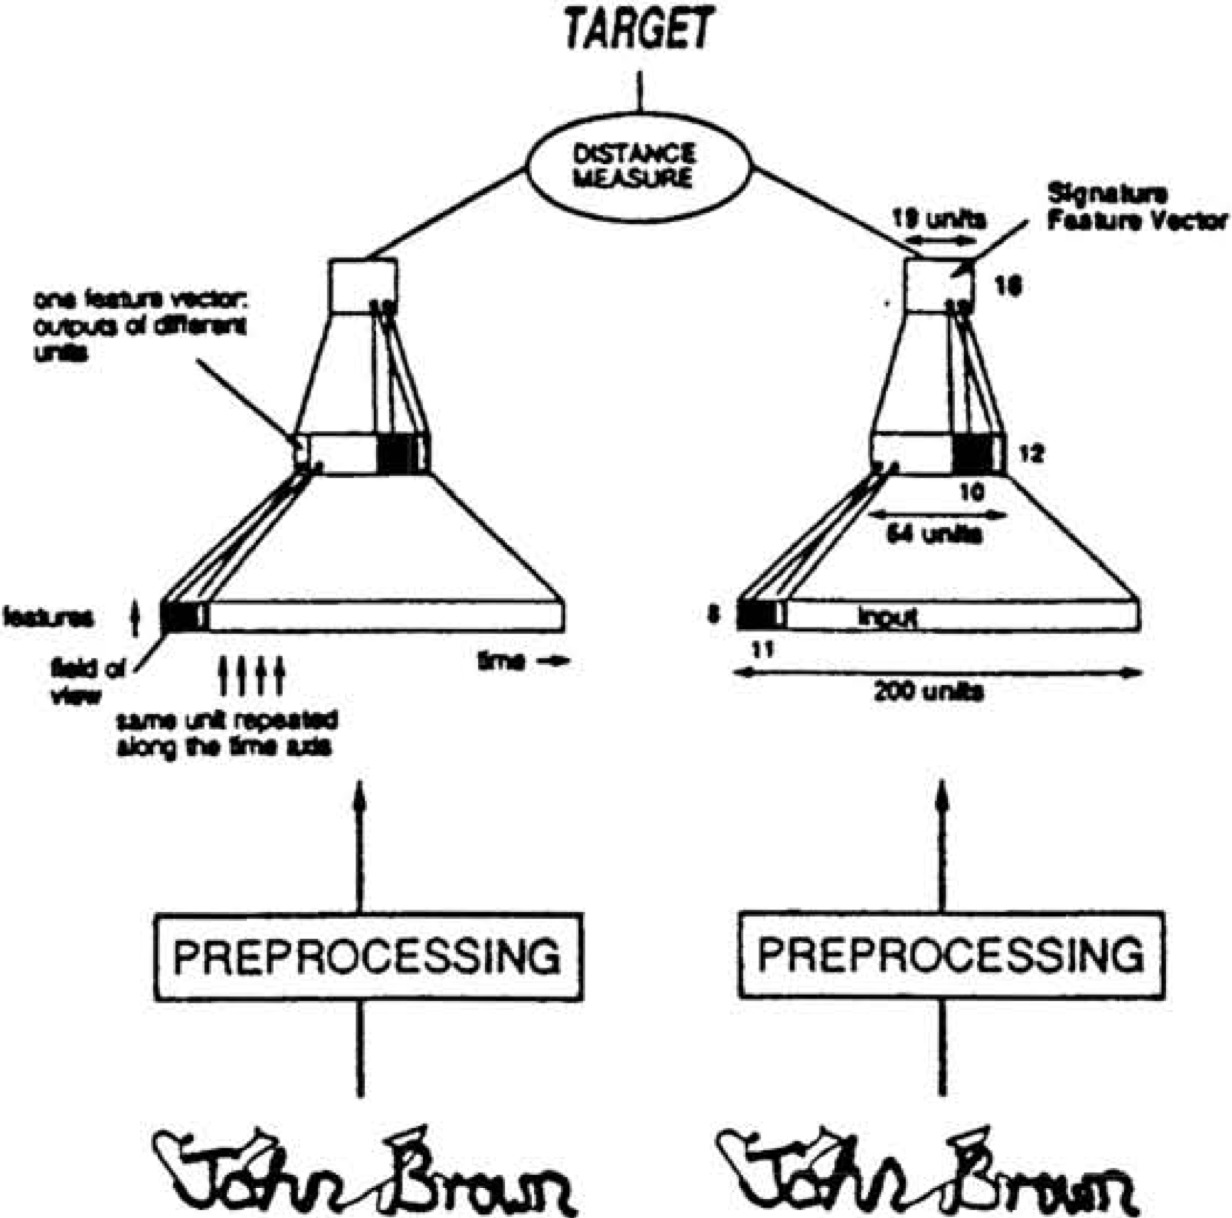 TARGET
DISTANCE
MEASURE
19 units
Signature
Feature Vector
16
one feature vector:
outputs of different
units
12
10
64 units
features
8
input
field of
view
11
time
200 units
same unit repeated
along the time axis
PREPROCESSING
PREPROCESSING
John Brown
John Brown